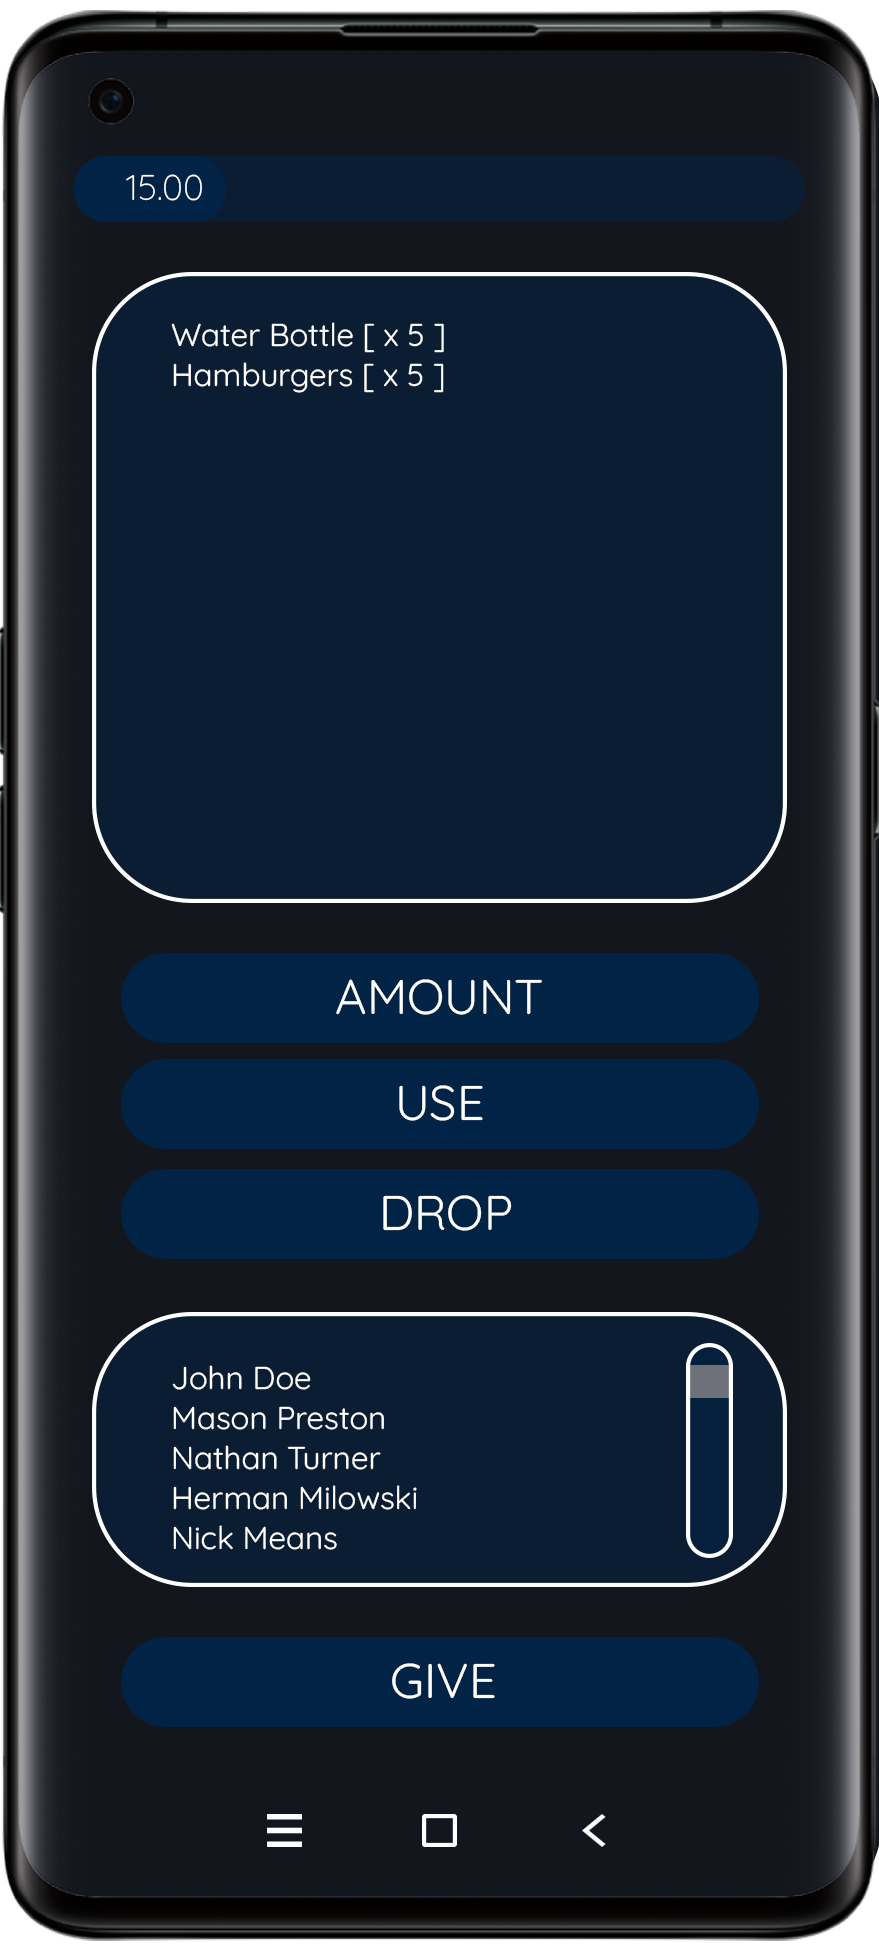 15.00
Water Bottle [ x 5 ]
Hamburgers [ x 5 ]
AMOUNT
USE
DROP
John Doe
Mason Preston
Nathan Turner
Herman Milowski
Nick Means
GIVE